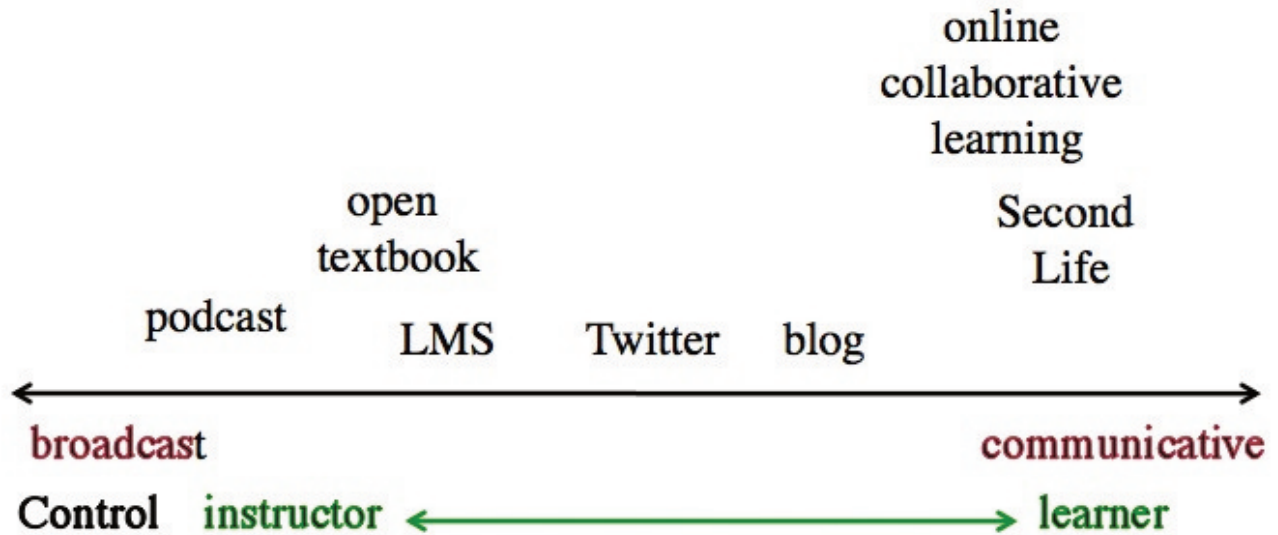 online
collaborative
learning
open
textbook
Second
Life
podcast
LMS Twitter blog
broadcast communicative
Control instructor learner